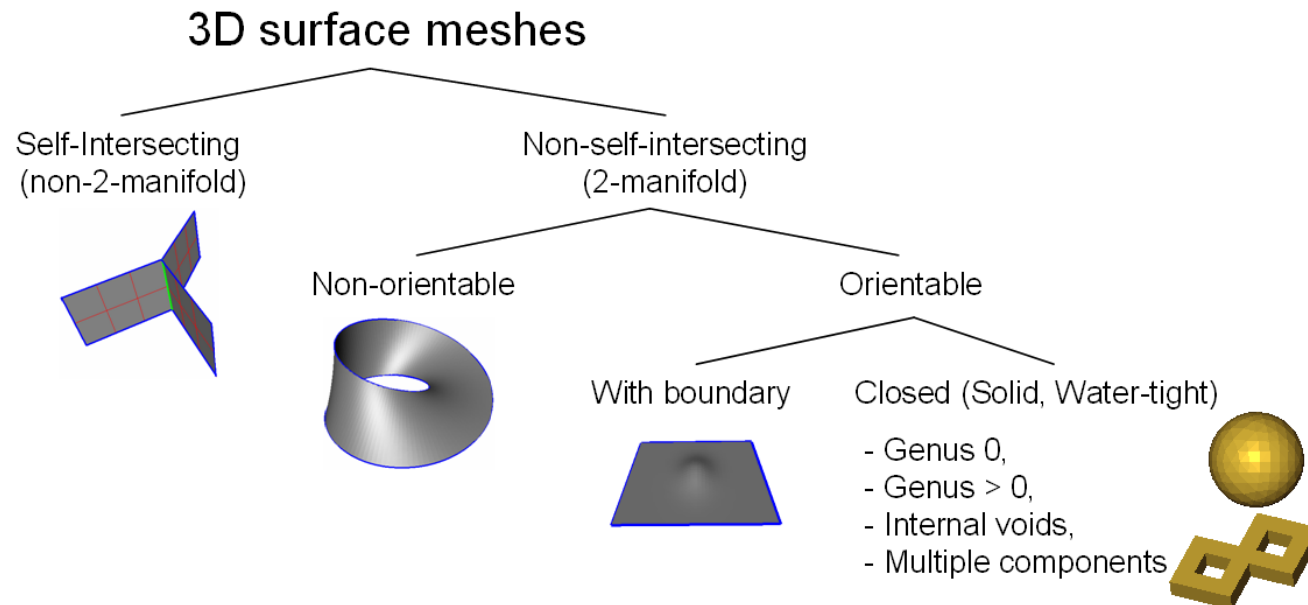 3D surface meshes
Self-Intersecting
(non-2-manifold)
Non-self-intersecting
(2-manifold)
Non-orientable
Orientable
With boundary
Closed (Solid, Water-tight)
- Genus 0,
- Genus > 0,
- Internal voids,
- Multiple components